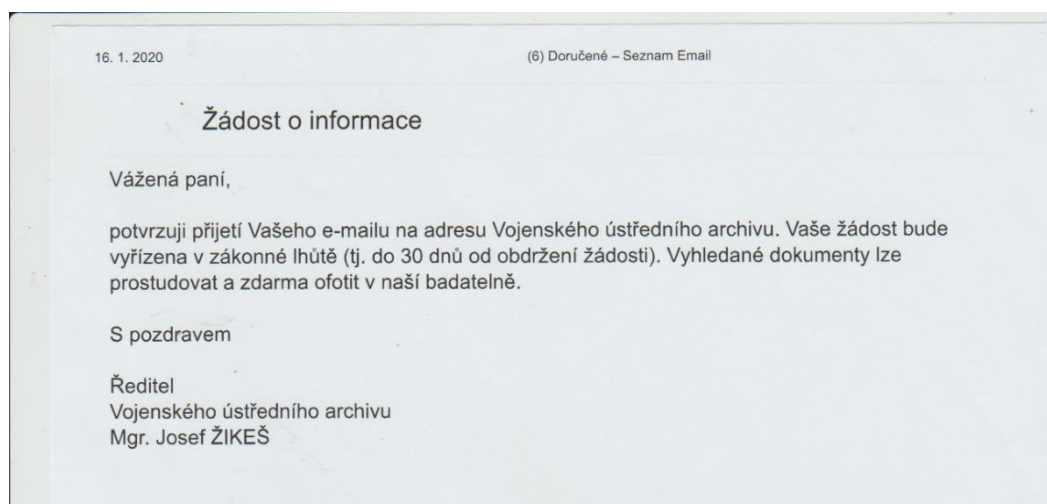 16. 1. 2020
(6) Doručené – Seznam Email
Žádost o informace
Vážená paní,
potvrzuji přijetí Vašeho e-mailu na adresu Vojenského ústředního archivu. Vaše žádost bude
vyřízena v zákonné lhůtě (tj. do 30 dnů od obdržení žádosti). Vyhledané dokumenty lze
prostudovat a zdarma ofotit v naší badatelně.
S pozdravem
Ředitel
Vojenského ústředního archivu
Mgr. Josef ŽIKEŠ